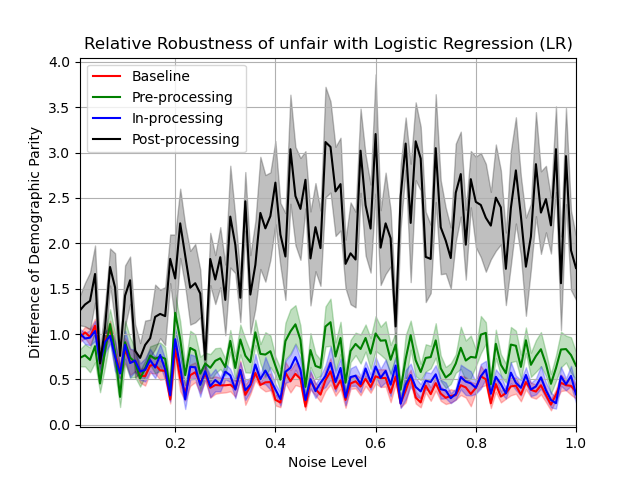 Relative Robustness of unfair with Logistic Regression (LR)
Difference of Demographic Parity
4.0
3.5
3.0
2.5
2.0
1.5
1.0
0.5
0.0
Baseline
Pre-processing
In-processing
Post-processing
0.2 0.4 0.6 0.8 1.0
Noise Level